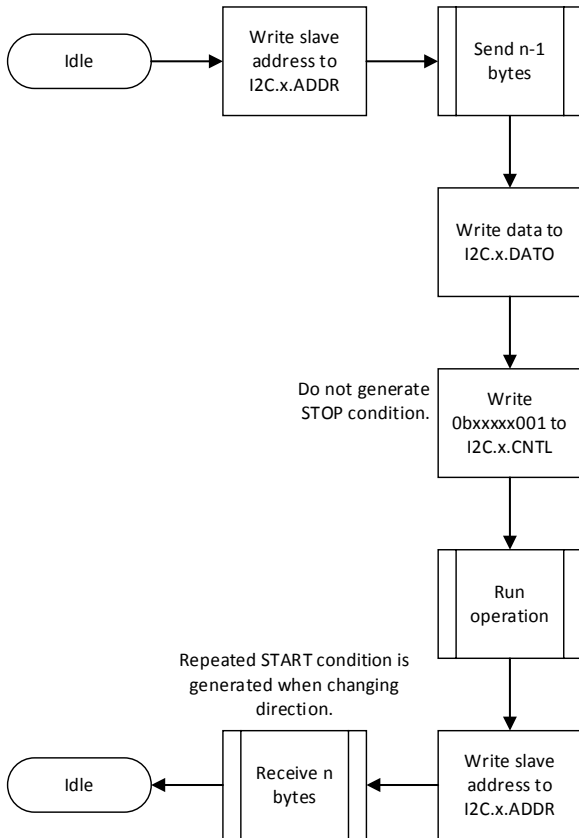 Idle
Write slave
address to
I2C.x.ADDR
Send n-1
bytes
Write data to
I2C.x.DATO
Do not generate
STOP condition.
Write
0bxxxxx001 to
I2C.x.CNTL
Run
operation
Repeated START condition is
generated when changing
direction.
Idle
Receive n
bytes
Write slave
address to
I2C.x.ADDR